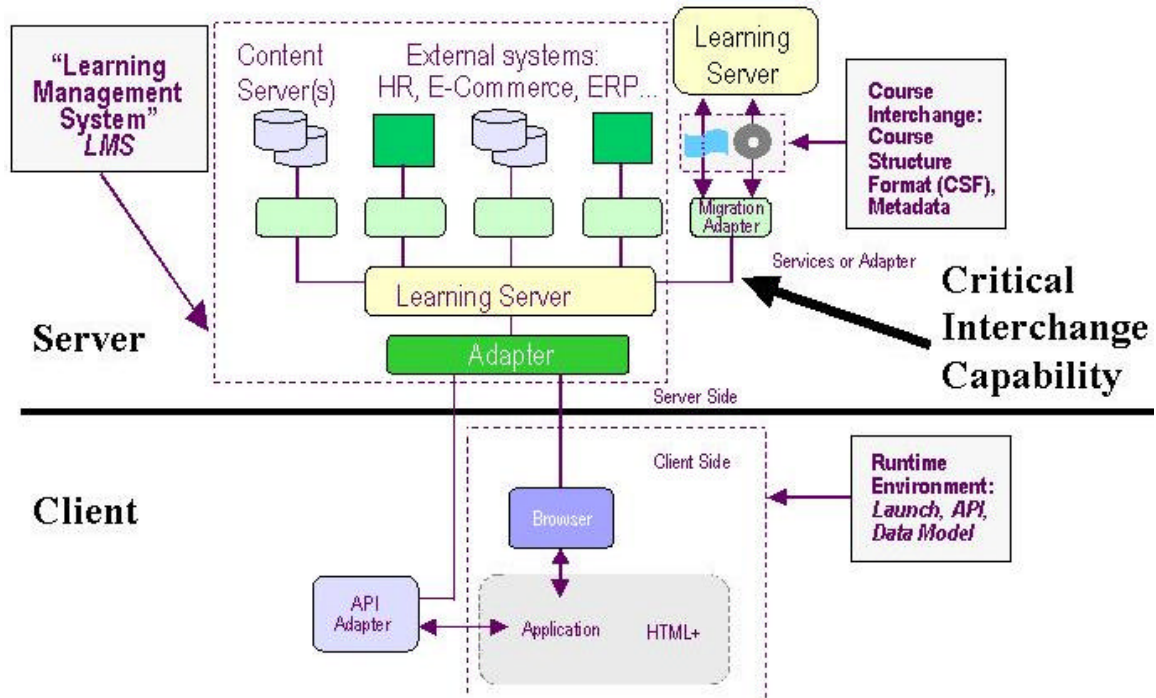 “Learning
Management
System”
LMS
Content
Server(s)
External systems:
HR, E-Commerce, ERP...
Learning
Server
Course
Interchange:
Course
Structure
Format (CSF),
Metadata
Migration
Adapter
Services or Adapter
Learning Server
Critical
Interchange
Capability
Server
Adapter
Server Side
Client Side
Client
Browser
Runtime
Environment:
Launch, API,
Data Model
API
Adapter
Application
HTML+